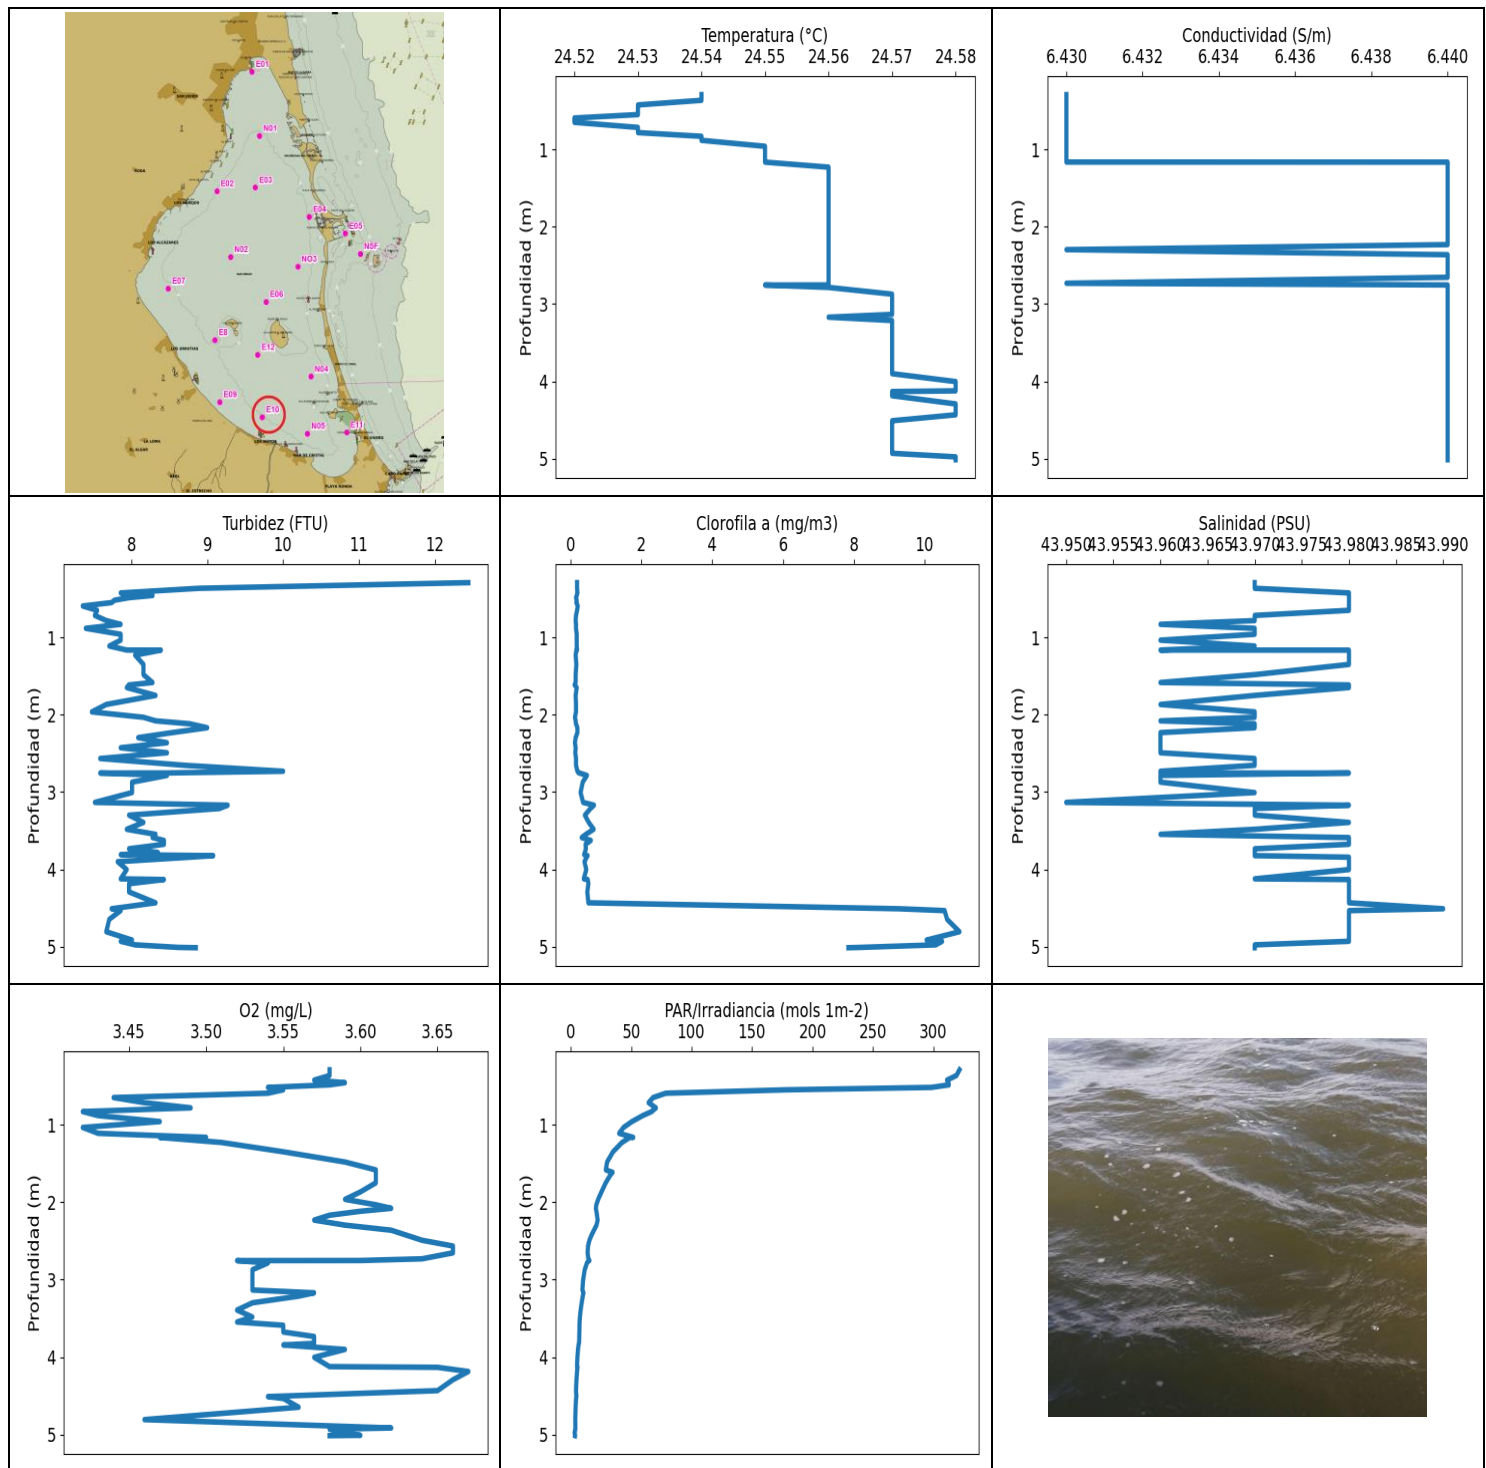 E01
N01
E02
E03
E04
E05
N5F
N02
NO3
E07
E06
E8
E12
N04
E09
E10
N05
E11
Temperatura (°C)
24.52 24.53 24.54 24.55 24.56 24.57 24.58
Profundidad (m)
1
2
3
4
5
Conductividad (S/m)
6.430 6.432 6.434 6.436 6.438 6.440
Profundidad (m)
1
2
3
4
5
Turbidez (FTU)
8 9 10 11 12
Profundidad (m)
1
2
3
4
5
Clorofila a (mg/m3)
0 2 4 6 8 10
Profundidad (m)
1
2
3
4
5
Salinidad (PSU)
43.950 43.955 43.960 43.965 43.970 43.975 43.980 43.985 43.990
Profundidad (m)
1
2
3
4
5
O2 (mg/L)
3.45 3.50 3.55 3.60 3.65
Profundidad (m)
1
2
3
4
5
PAR/Irradiancia (mols 1m-2)
0 50 100 150 200 250 300
Profundidad (m)
1
2
3
4
5